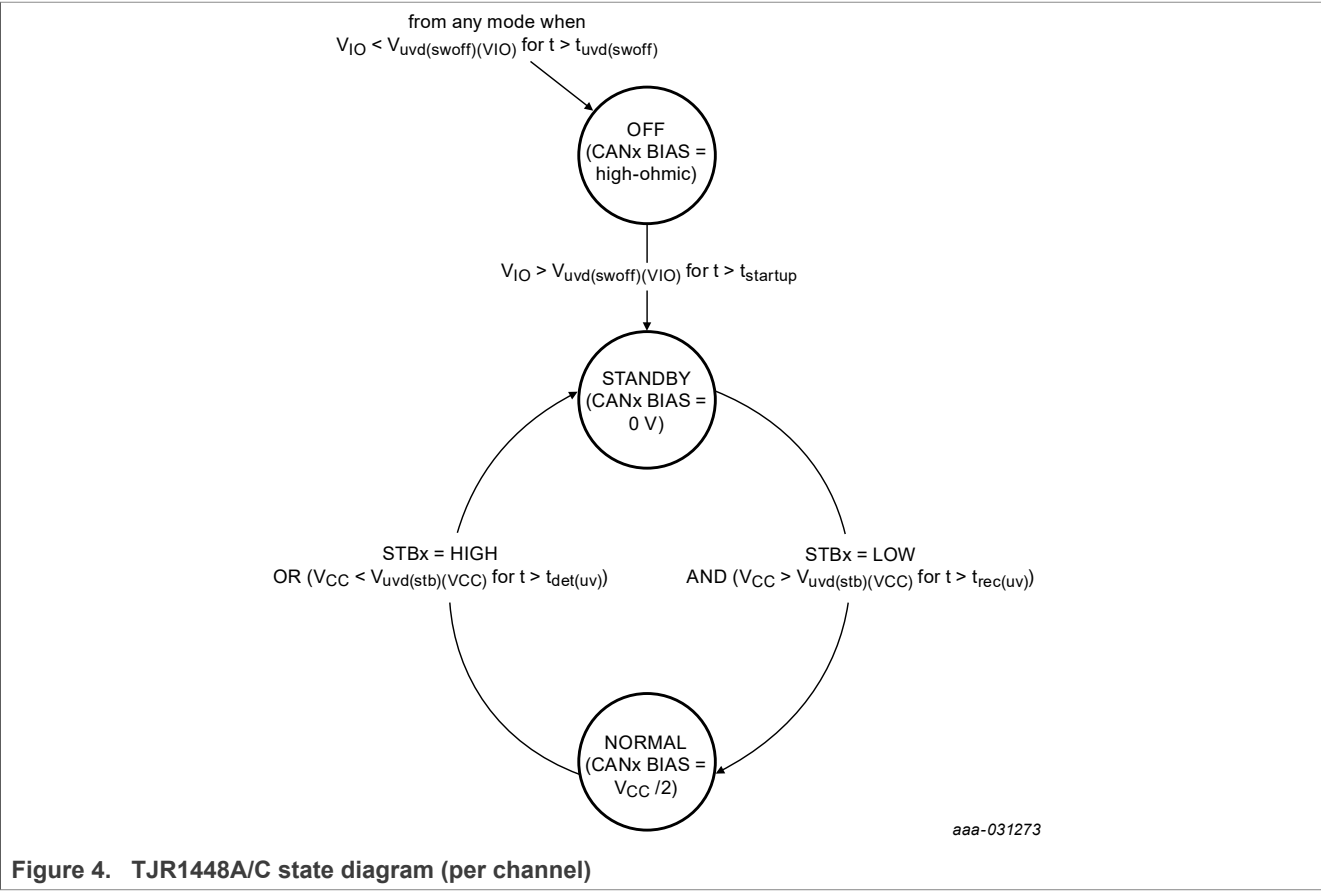 from any mode when
VIO < Vuvd(swoff)(VIO) for t > tuvd(swoff)
OFF
(CANx BIAS =
high-ohmic)
VIO > Vuvd(swoff)(VIO) for t > tstartup
STANDBY
(CANx BIAS =
0 V)
STBx = HIGH
OR (VCC < Vuvd(stb)(VCC) for t > tdet(uv))
STBx = LOW
AND (VCC > Vuvd(stb)(VCC) for t > trec(uv))
NORMAL
(CANx BIAS =
VCC /2)
aaa-031273
Figure 4. TJR1448A/C state diagram (per channel)